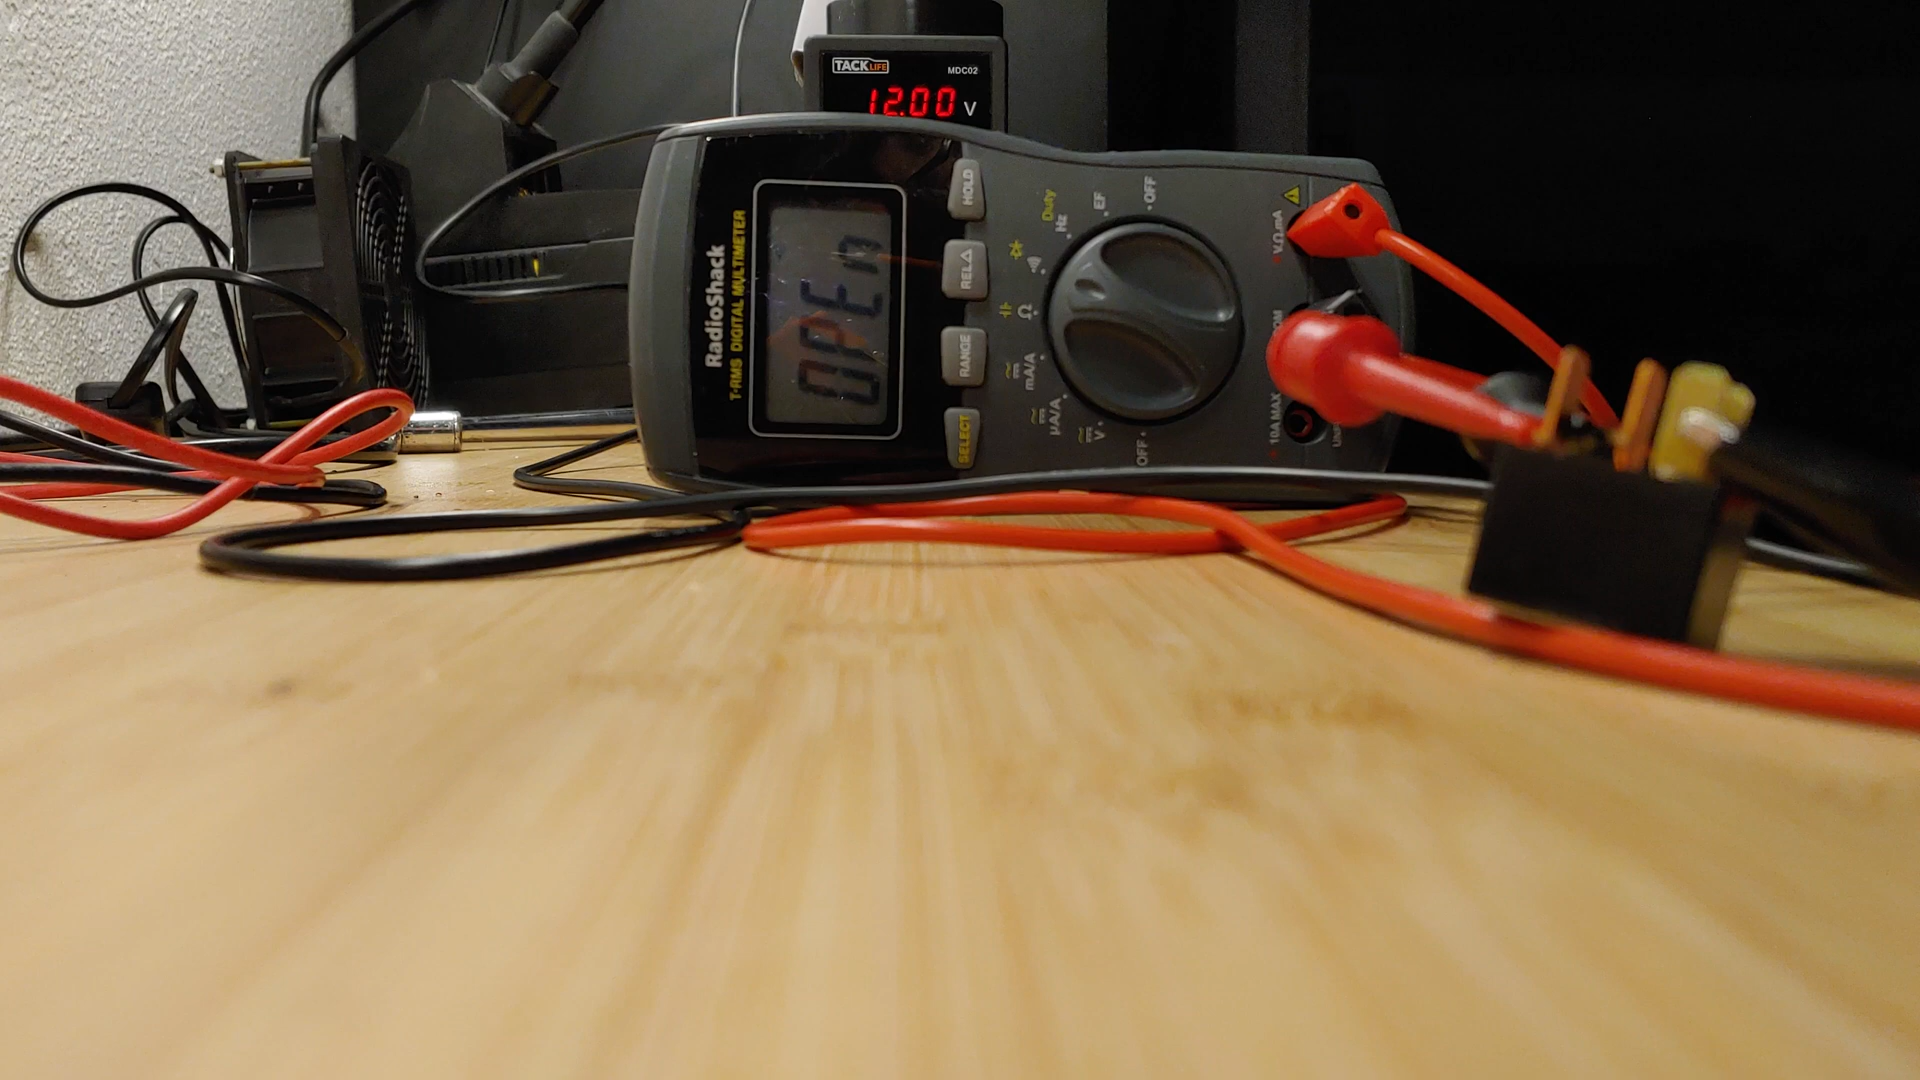 TACKLIFE
MDC02
12.00 V
RadioShack
T-RMS DIGITAL MULTIMETER
OPEn
HOLD
REL△
RANGE
SELECT
OFF
EF
Duty
Hz
Ω
mA/A
µA/A
V
OFF
V.Ω.mA
10A MAX